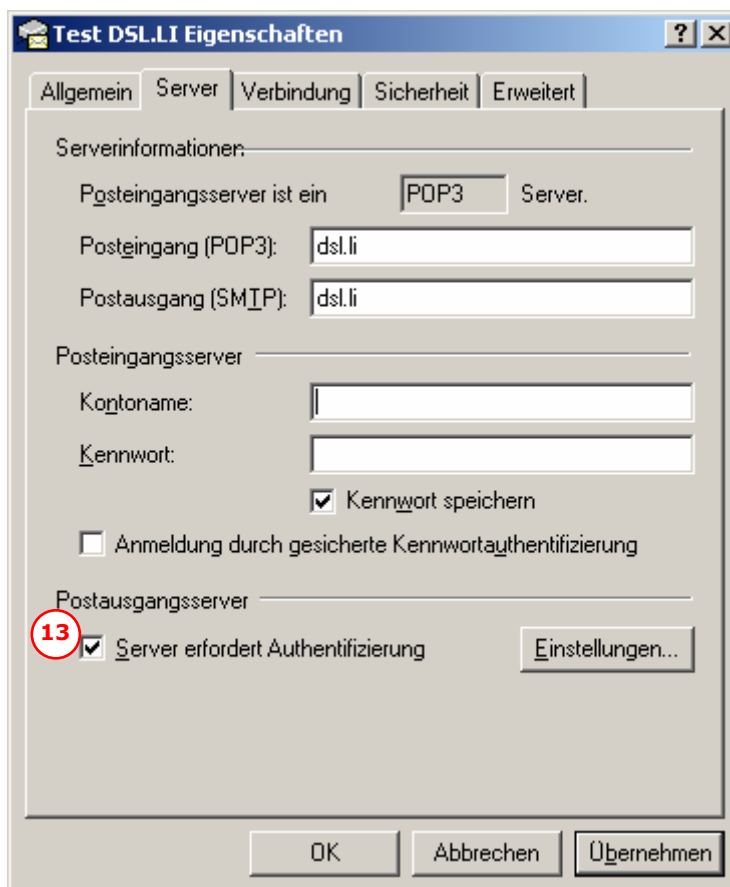 Test DSL.LI Eigenschaften
Allgemein Server Verbindung Sicherheit Erweitert
Serverinformationen
Posteingangsserver ist ein POP3 Server.
Posteingang (POP3): dsl.li
Postausgang (SMTP): dsl.li
Posteingangsserver
Kontoname:
Kennwort:
Kennwort speichern
Anmeldung durch gesicherte Kennwortauthentifizierung
Postausgangsserver
13 Server erfordert Authentifizierung Einstellungen...
OK Abbrechen Übernehmen